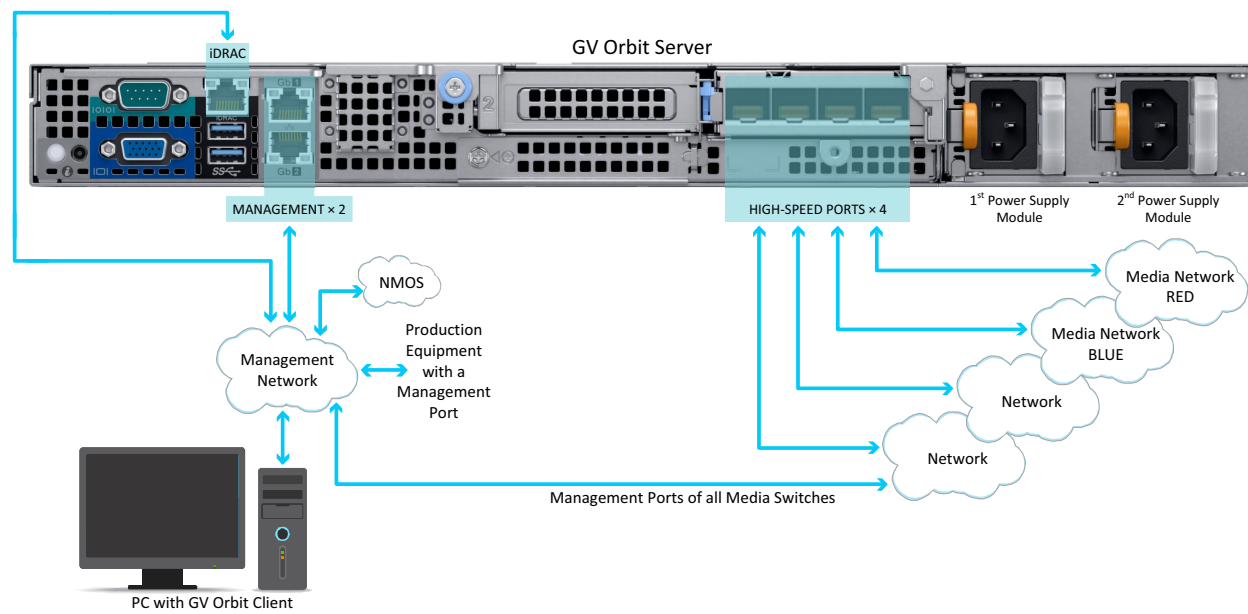 GV Orbit Server
iDRAC
Gb 1
2
IOIOI
iDRAC
Gb 2
MANAGEMENT × 2
HIGH-SPEED PORTS × 4
1st Power Supply
Module
2nd Power Supply
Module
NMOS
Media Network
RED
Production
Equipment
with a
Management
Port
Management
Network
Media Network
BLUE
Network
Network
Management Ports of all Media Switches
PC with GV Orbit Client